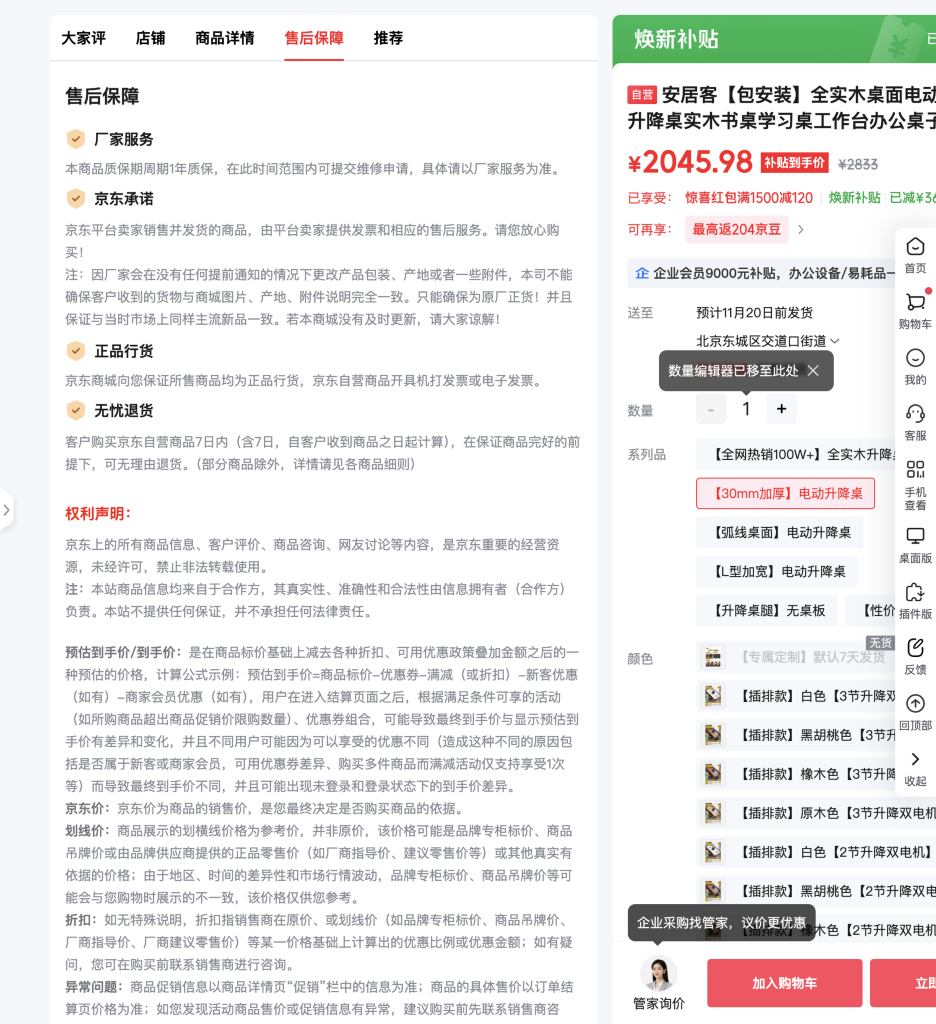 大家评 店铺 商品详情 售后保障 推荐
售后保障
厂家服务
本商品质保期周期1年质保，在此时间范围内可提交维修申请，具体请以厂家服务为准。
京东承诺
京东平台卖家销售并发货的商品，由平台卖家提供发票和相应的售后服务。请您放心购
买！
注：因厂家会在没有任何提前通知的情况下更改产品包装、产地或者一些附件，本司不能
确保客户收到的货物与商城图片、产地、附件说明完全一致。只能确保为原厂正货！并且
保证与当时市场上同样主流新品一致。若本商城没有及时更新，请大家谅解！
正品行货
京东商城向您保证所售商品均为正品行货，京东自营商品开具机打发票或电子发票。
无忧退货
客户购买京东自营商品7日内（含7日，自客户收到商品之日起计算），在保证商品完好的前
提下，可无理由退货。（部分商品除外，详情请见各商品细则）
权利声明：
京东上的所有商品信息、客户评价、商品咨询、网友讨论等内容，是京东重要的经营资
源，未经许可，禁止非法转载使用。
注：本站商品信息均来自于合作方，其真实性、准确性和合法性由信息拥有者（合作方）
负责。本站不提供任何保证，并不承担任何法律责任。
预估到手价/到手价：是在商品标价基础上减去各种折扣、可用优惠政策叠加金额之后的一
种预估的价格，计算公式示例：预估到手价=商品标价-优惠券-满减（或折扣）-新客优惠
（如有）-商家会员优惠（如有），用户在进入结算页面之后，根据满足条件可享的活动
（如所购商品超出商品促销价限购数量）、优惠券组合，可能导致最终到手价与显示预估到
手价有差异和变化，并且不同用户可能因为可以享受的优惠不同（造成这种不同的原因包
括是否属于新客或商家会员，可用优惠券差异、购买多件商品而满减活动仅支持享受1次
等）而导致最终到手价不同，并且可能出现未登录和登录状态下的到手价差异。
京东价：京东价为商品的销售价，是您最终决定是否购买商品的依据。
划线价：商品展示的划横线价格为参考价，并非原价，该价格可能是品牌专柜标价、商品
吊牌价或由品牌供应商提供的正品零售价（如厂商指导价、建议零售价等）或其他真实有
依据的价格；由于地区、时间的差异性和市场行情波动，品牌专柜标价、商品吊牌价等可
能会与您购物时展示的不一致，该价格仅供您参考。
折扣：如无特殊说明，折扣指销售商在原价、或划线价（如品牌专柜标价、商品吊牌价、
厂商指导价、厂商建议零售价）等某一价格基础上计算出的优惠比例或优惠金额；如有疑
问，您可在购买前联系销售商进行咨询。
异常问题：商品促销信息以商品详情页“促销”栏中的信息为准；商品的具体售价以订单结
算页价格为准；如您发现活动商品售价或促销信息有异常，建议购买前先联系销售商咨
焕新补贴 已
自营 安居客【包安装】全实木桌面电动
升降桌实木书桌学习桌工作台办公桌子
¥2045.98 补贴到手价 ¥2833
已享受： 惊喜红包满1500减120 焕新补贴 已减¥36
可再享： 最高返204京豆
企 企业会员9000元补贴，办公设备/易耗品一
送至 预计11月20日前发货
北京东城区交道口街道
数量编辑器已移至此处
数量 - 1 +
系列品 【全网热销100W+】全实木升降
【30mm加厚】电动升降桌
【弧线桌面】电动升降桌
【L型加宽】电动升降桌
【升降桌腿】无桌板 【性价
颜色 【专属定制】默认7天发货 无货
【插排款】白色【3节升降双
【插排款】黑胡桃色【3节升
【插排款】橡木色【3节升降
【插排款】原木色【3节升降双电机
【插排款】白色【2节升降双电机】
【插排款】黑胡桃色【2节升降双电
橡木色【2节升降双电机
企业采购找管家，议价更优惠
管家询价
加入购物车
立即
首页
购物车
我的
客服
手机
查看
桌面版
插件版
反馈
回顶部
收起